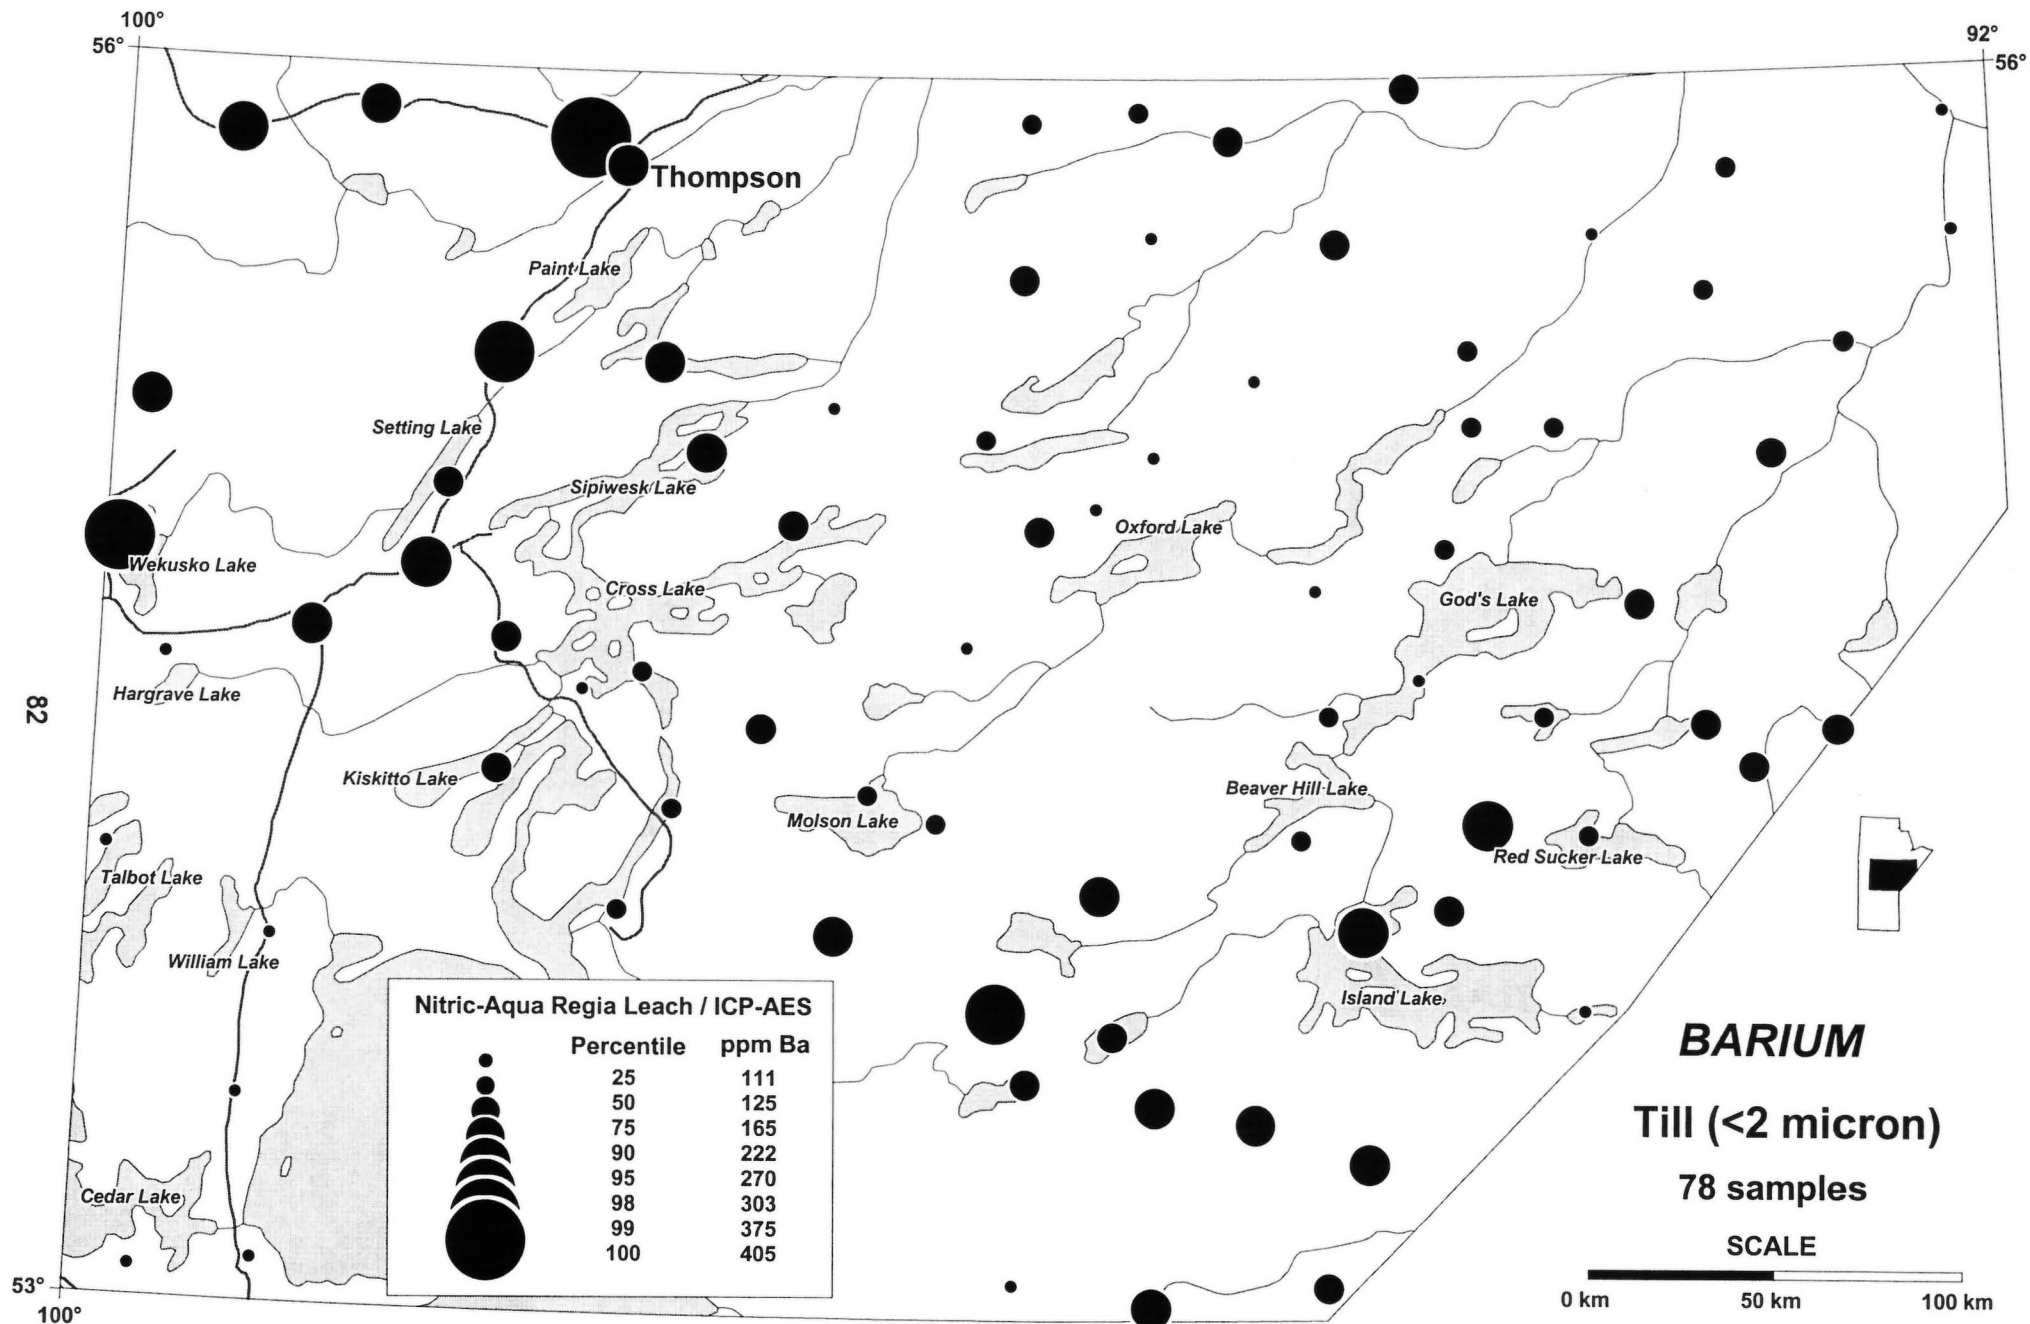 100°
92°
56°
56°
Thompson
Paint Lake
Setting Lake
Sipiwesk Lake
Oxford Lake
Wekusko Lake
Cross Lake
God's Lake
Hargrave Lake
82
Kiskitto Lake
Beaver Hill Lake
Molson Lake
Red Sucker Lake
Talbot Lake
William Lake
Island Lake
Nitric-Aqua Regia Leach / ICP-AES
Percentile ppm Ba
25 111
50 125
75 165
90 222
95 270
98 303
99 375
100 405
BARIUM
Till (<2 micron)
78 samples
Cedar Lake
SCALE
0 km 50 km 100 km
53°
100°